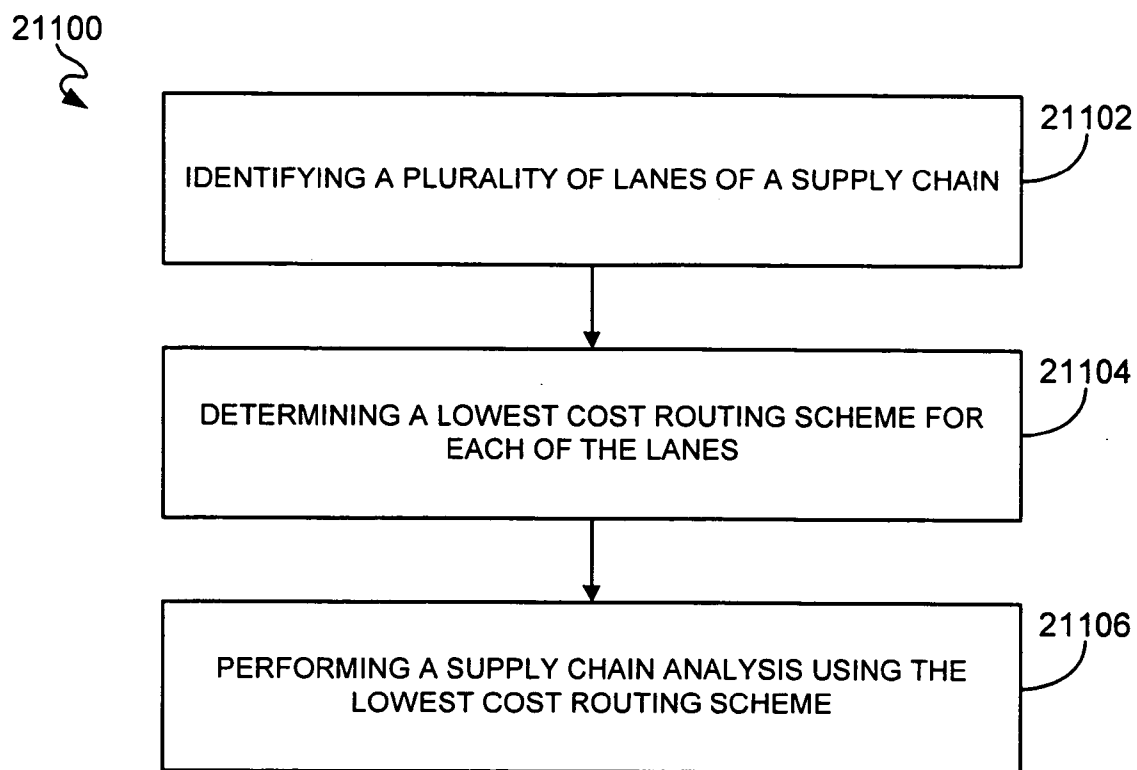 21100
21102
IDENTIFYING A PLURALITY OF LANES OF A SUPPLY CHAIN
21104
DETERMINING A LOWEST COST ROUTING SCHEME FOR
EACH OF THE LANES
21106
PERFORMING A SUPPLY CHAIN ANALYSIS USING THE
LOWEST COST ROUTING SCHEME